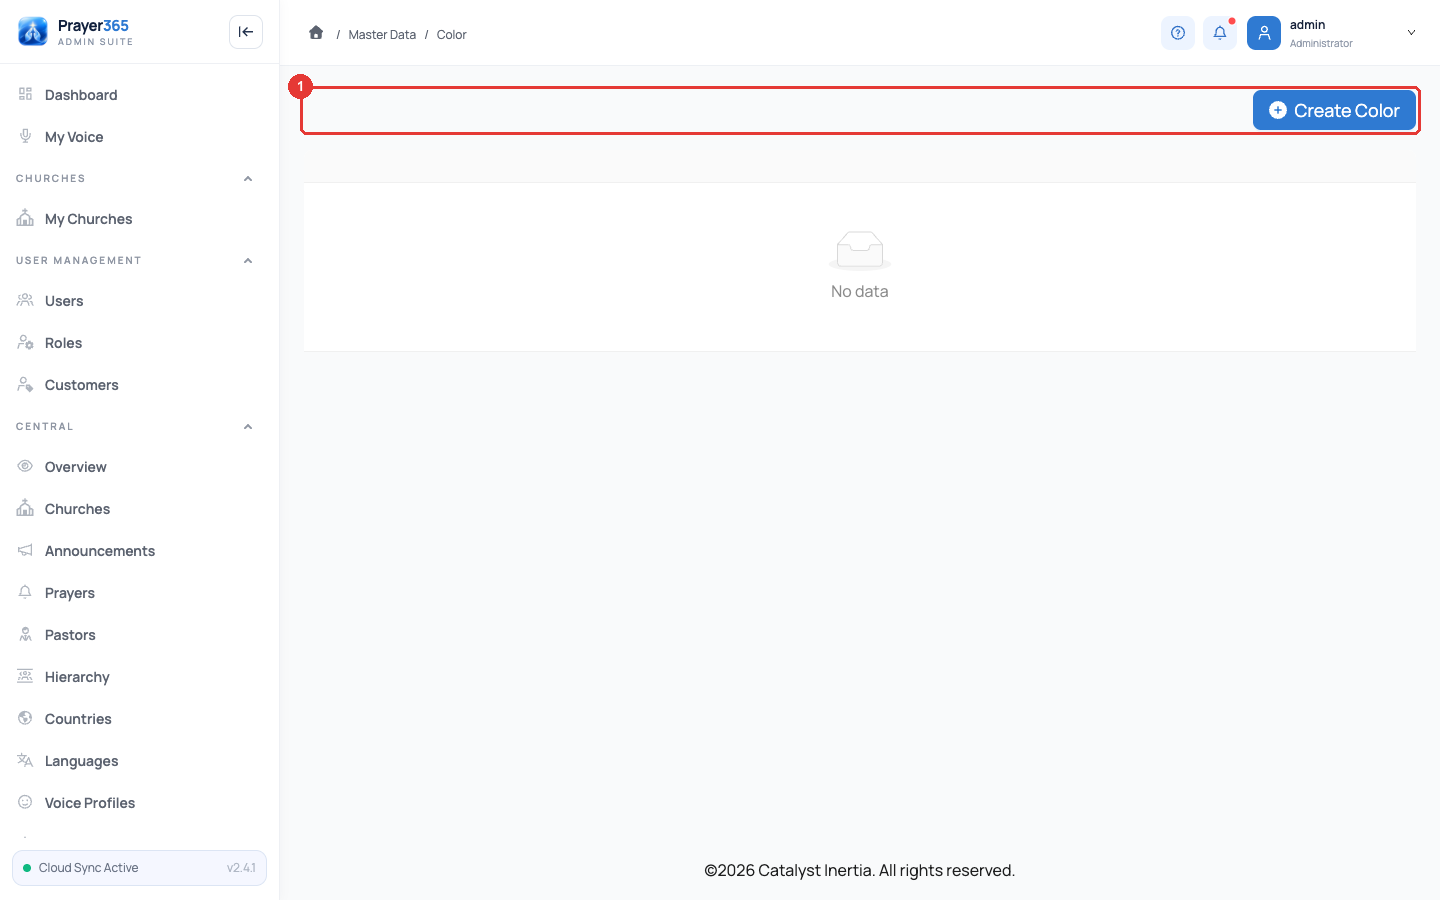 Prayer365
ADMIN SUITE
/ Master Data / Color
admin
Administrator
1
Create Color
Dashboard
My Voice
CHURCHES
My Churches
USER MANAGEMENT
Users
Roles
Customers
CENTRAL
Overview
Churches
Announcements
Prayers
Pastors
Hierarchy
Countries
Languages
Voice Profiles
Cloud Sync Active v2.4.1
No data
©2026 Catalyst Inertia. All rights reserved.